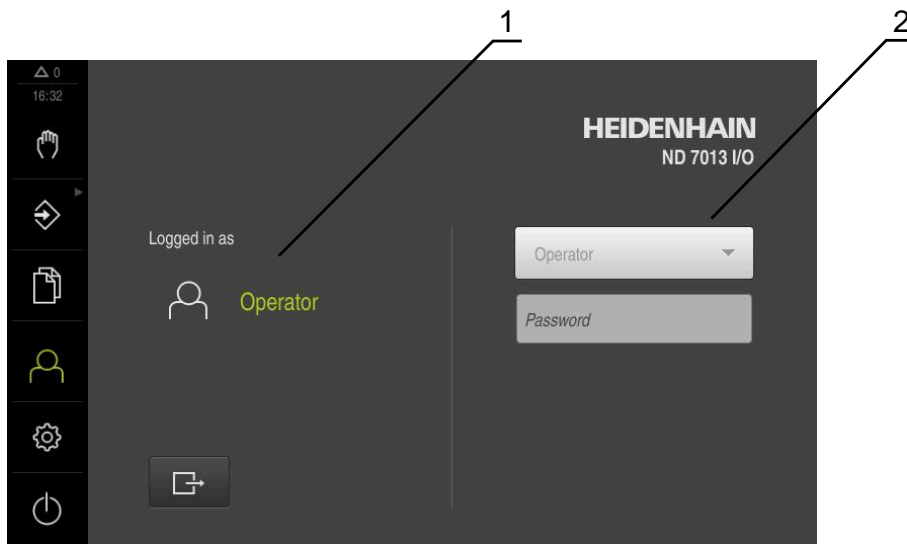 1
2
△ 0
16:32
HEIDENHAIN
ND 7013 I/O
Logged in as
Operator
Operator
Password